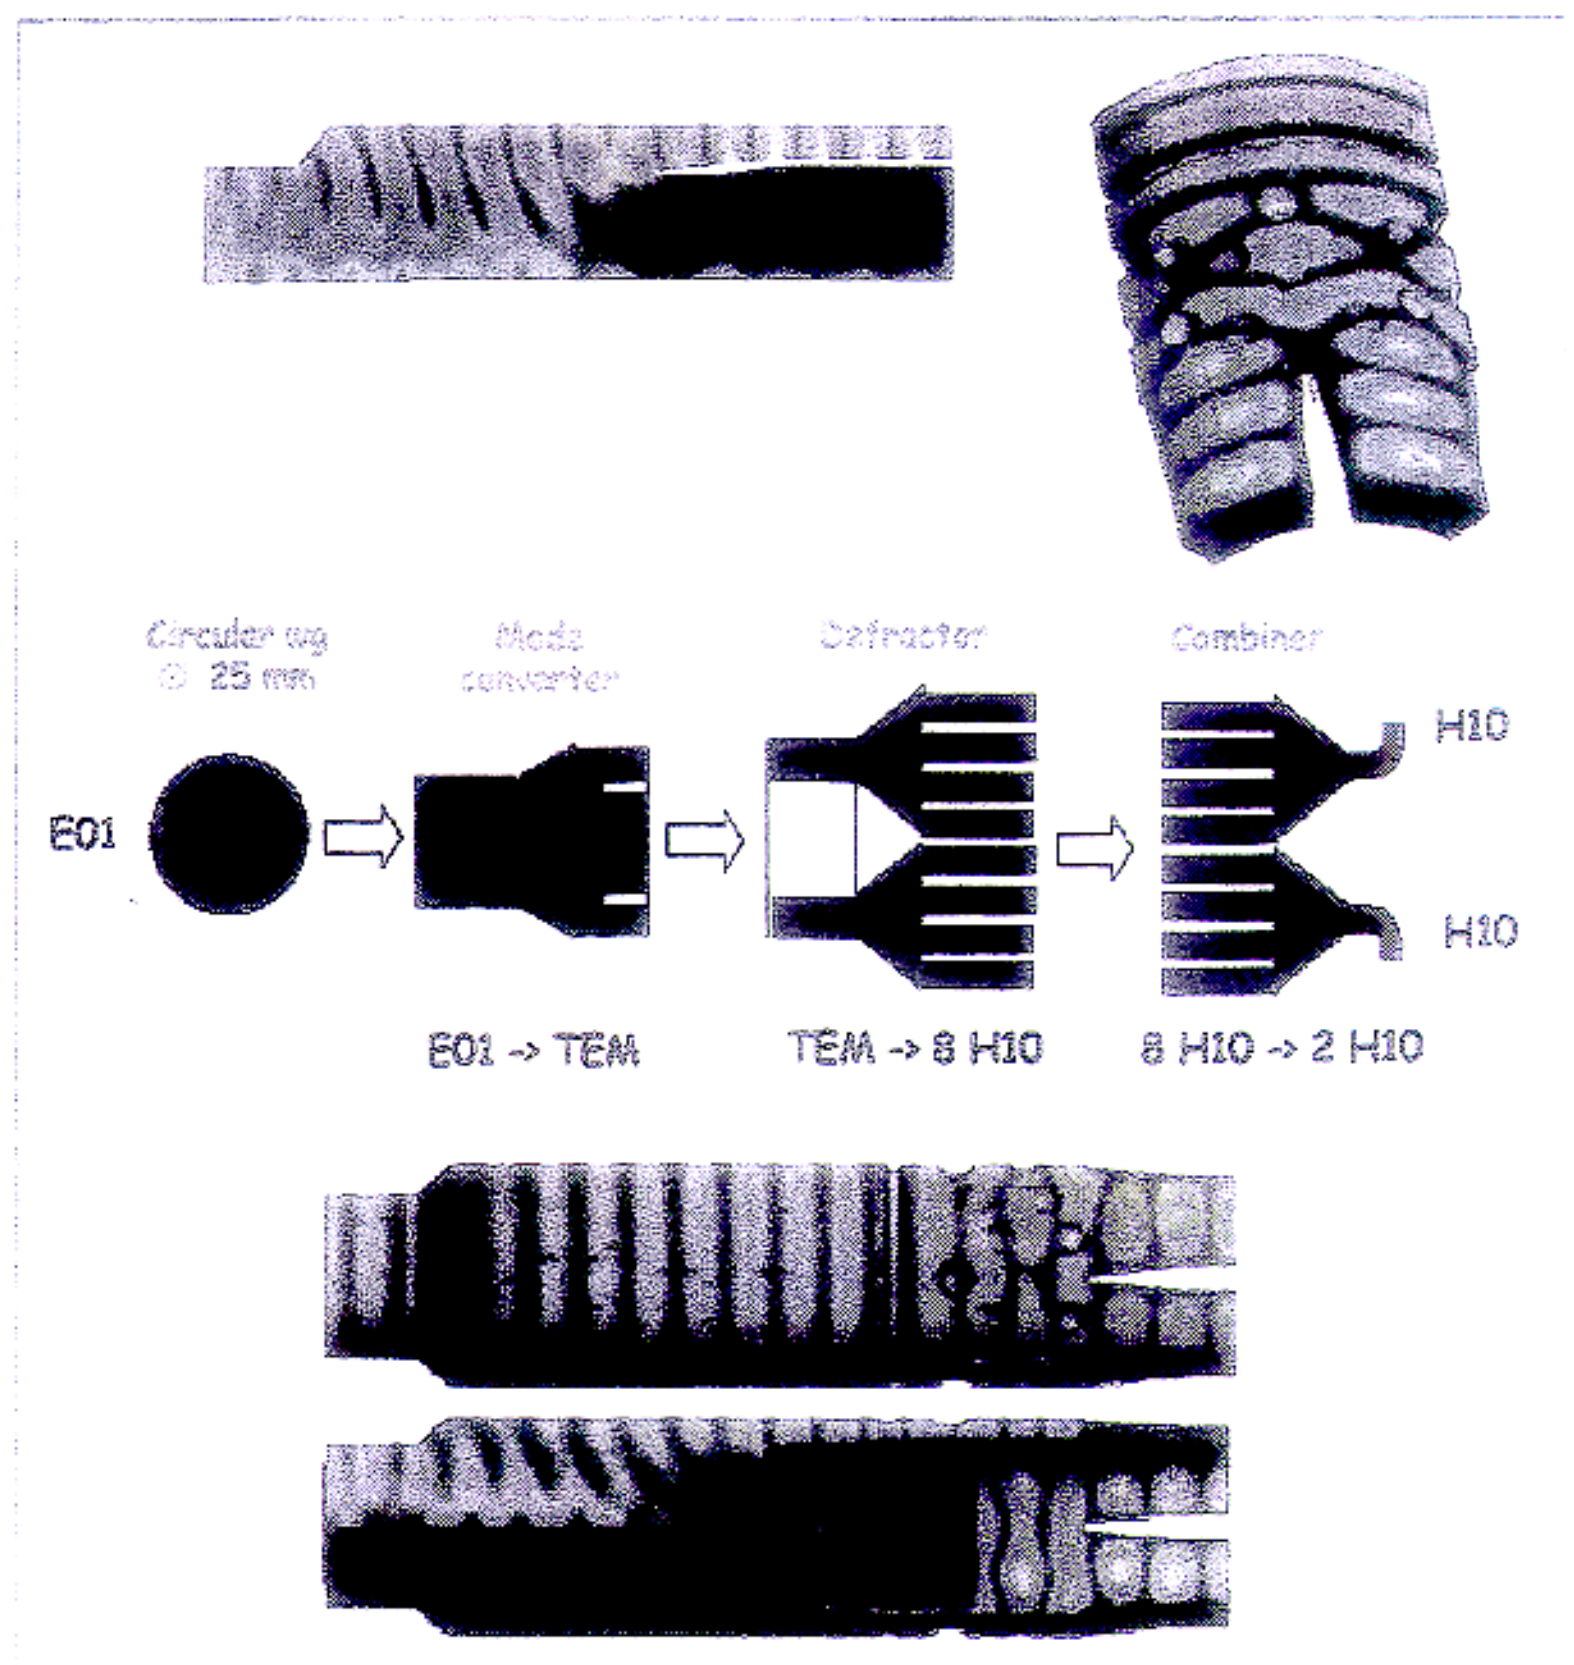 Circular wg
∅ 25 mm
Mode
converter
Defractor
Combiner
E01
H10
H10
E01 -> TEM
TEM -> 8 H10
8 H10 -> 2 H10